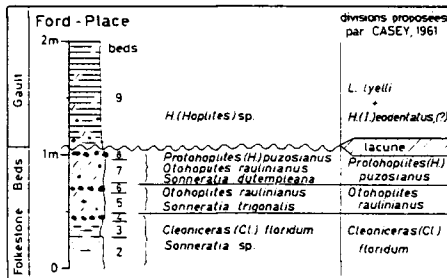 Ford - Place
divisions proposées
par CASEY, 1961
2m
beds
Gault
9
H.(Hoplites) sp.
L. lyelli
+
H.(I.) eodentatus,(?)
lacune
1m
Folkestone Beds
8
Protohoplites (H.) puzosianus
Protohoplites (H.)
7
Otohoplites raulinianus
puzosianus
Sonneratia dutempleana
6
Otohoplites raulinianus
Otohoplites
5
Sonneratia trigonalis
raulinianus
4
3
Cleoniceras (Cl.) floridum
Cleoniceras (Cl.)
2
Sonneratia sp.
floridum
0